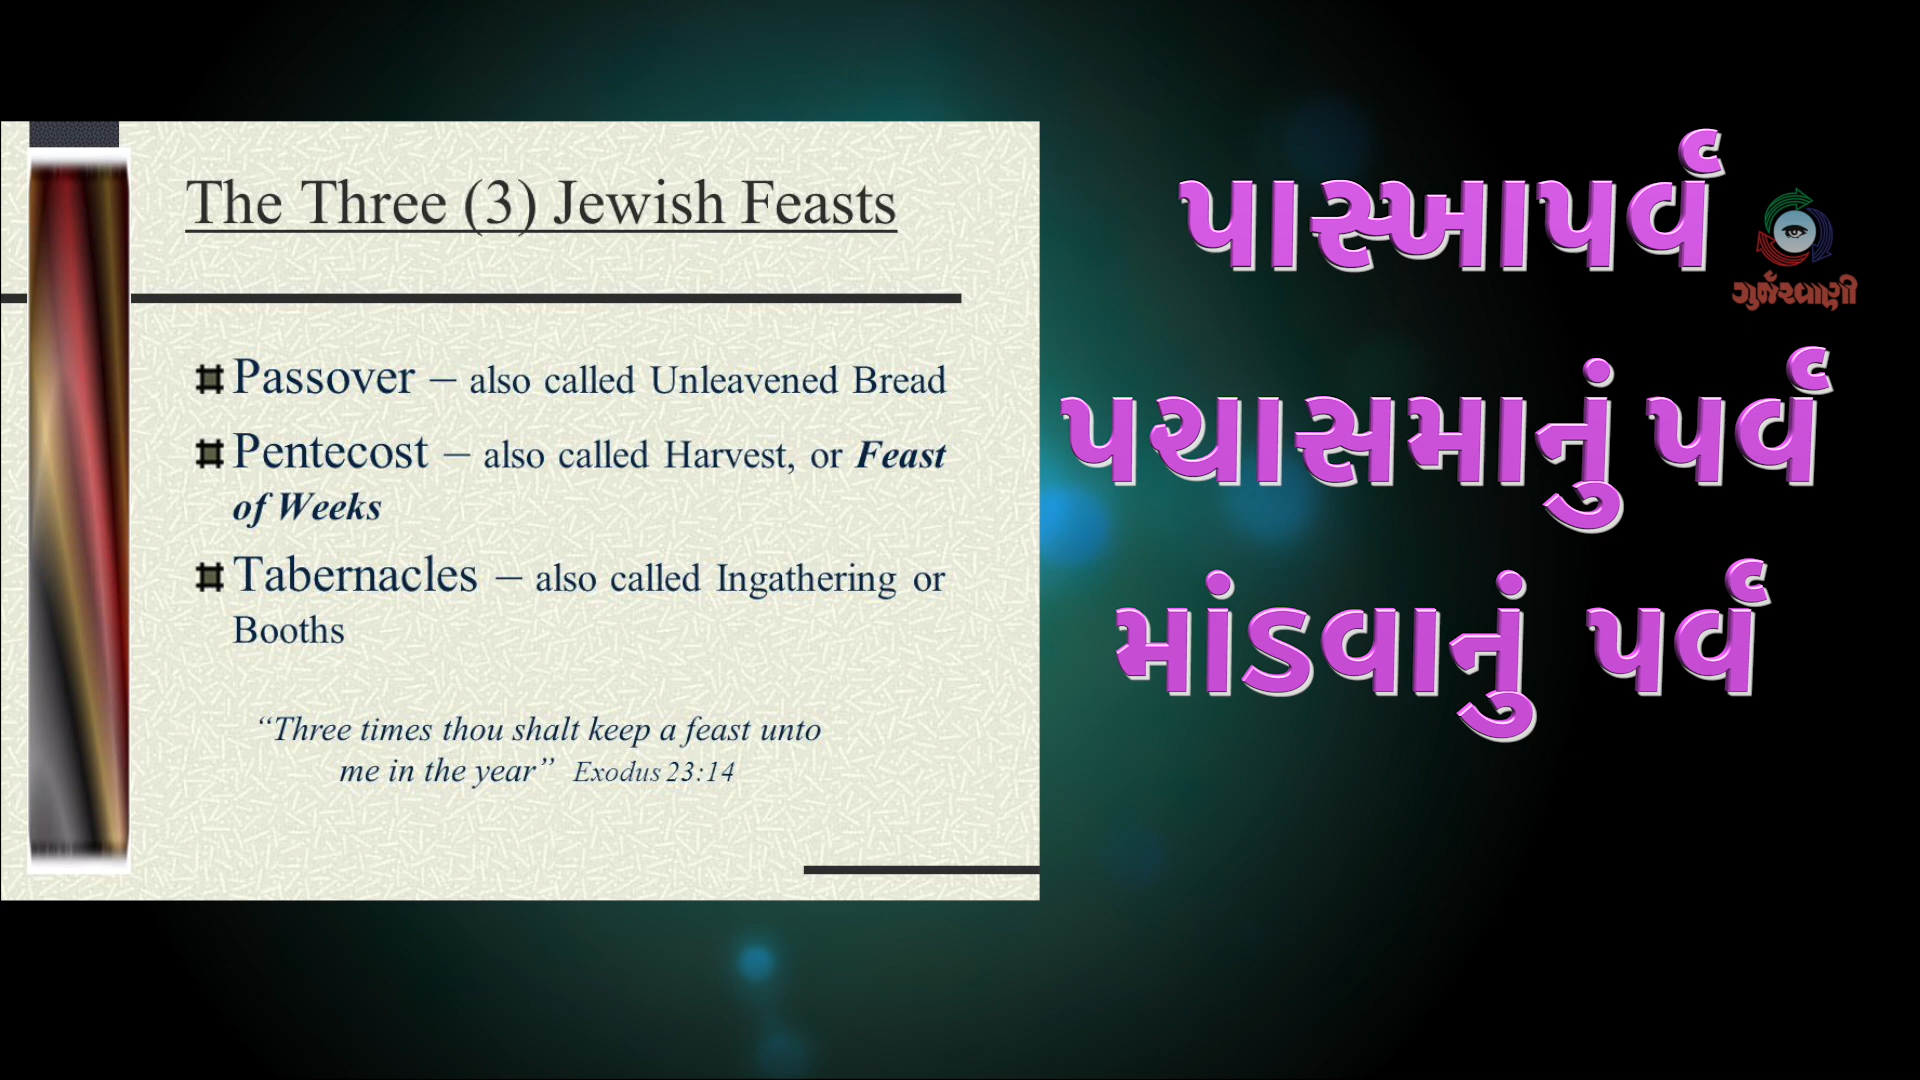 The Three (3) Jewish Feasts
Passover – also called Unleavened Bread
Pentecost – also called Harvest, or Feast
of Weeks
Tabernacles – also called Ingathering or
Booths
“Three times thou shalt keep a feast unto
me in the year” Exodus 23:14
પાસ્ખાપર્વ
ગુર્જરવાણી
પચાસમાનું પર્વ
માંડવાનું પર્વ